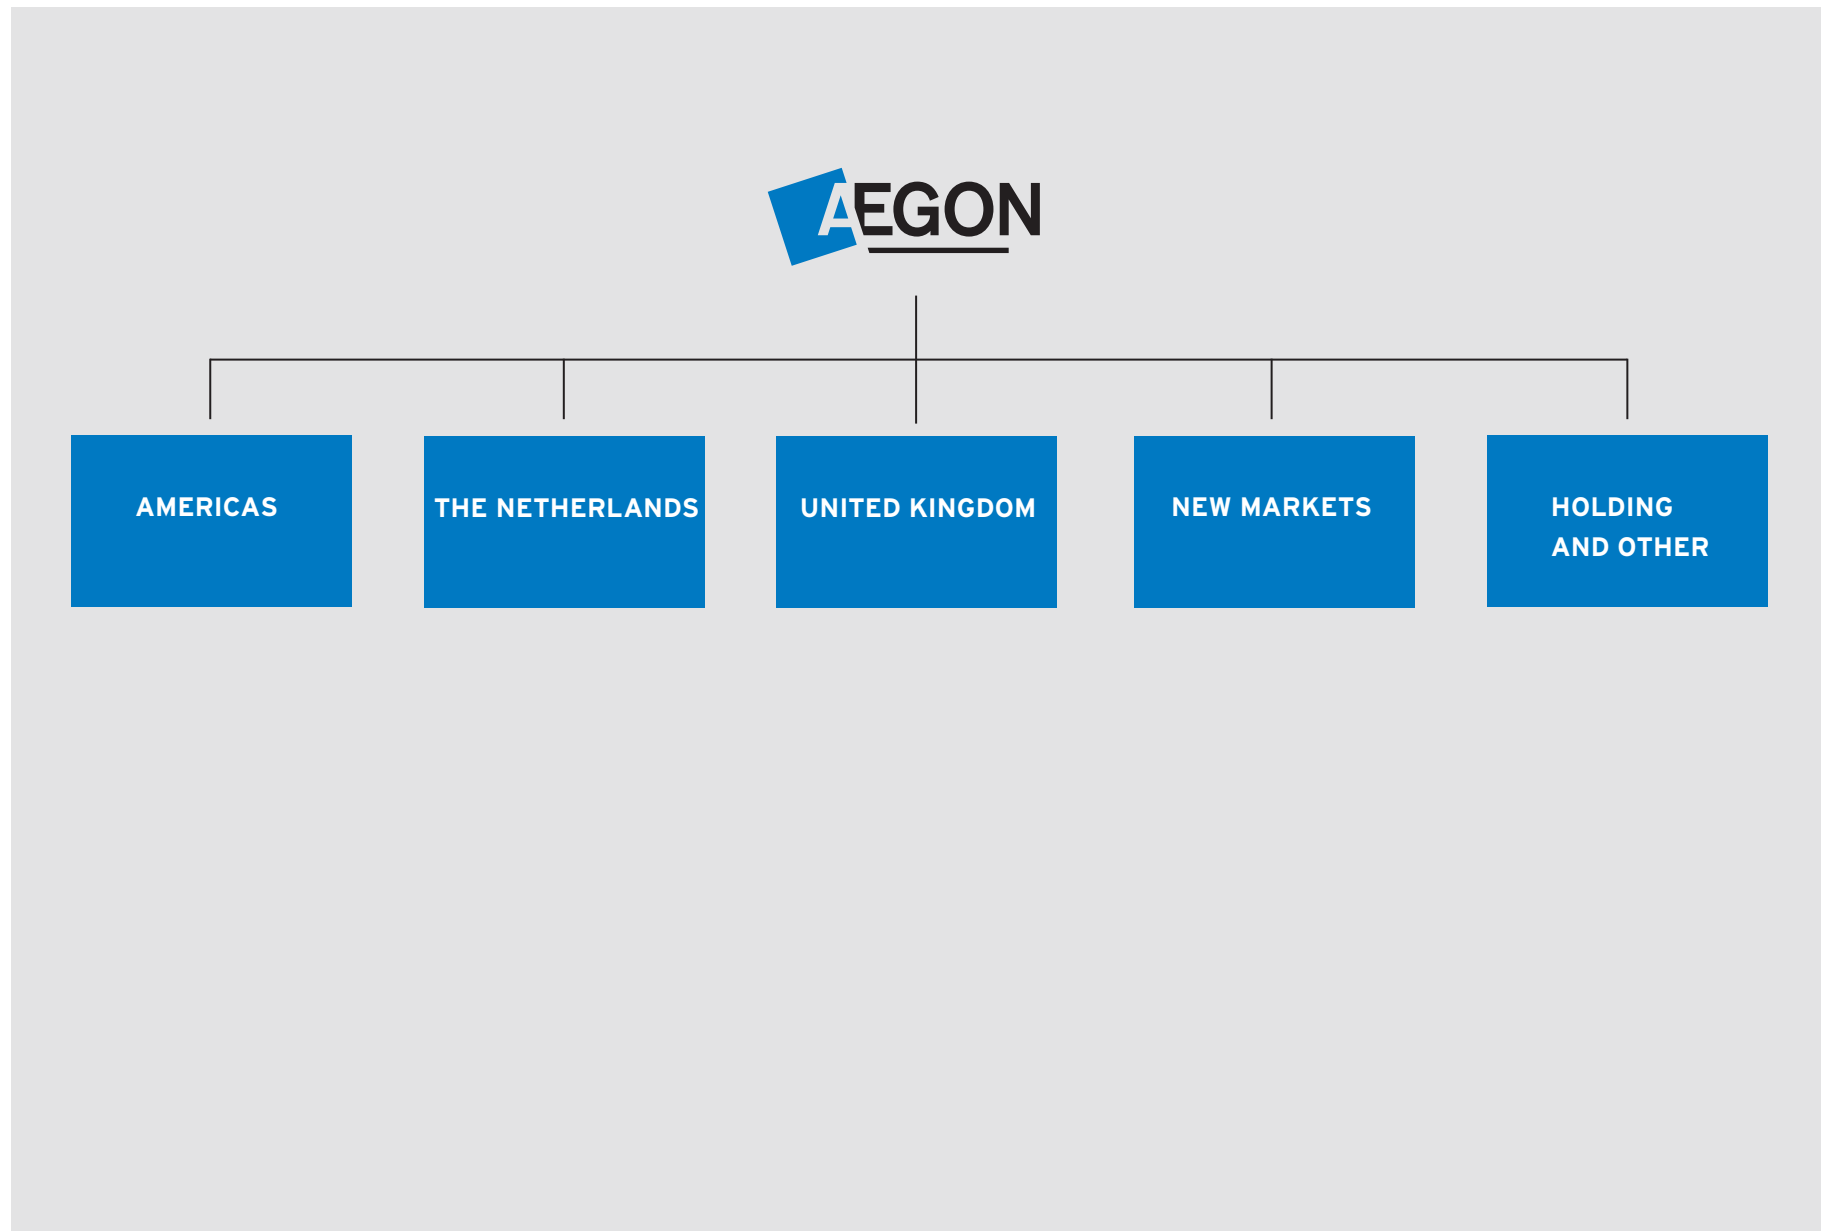 AEGON
AMERICAS
THE NETHERLANDS
UNITED KINGDOM
NEW MARKETS
HOLDING
AND OTHER